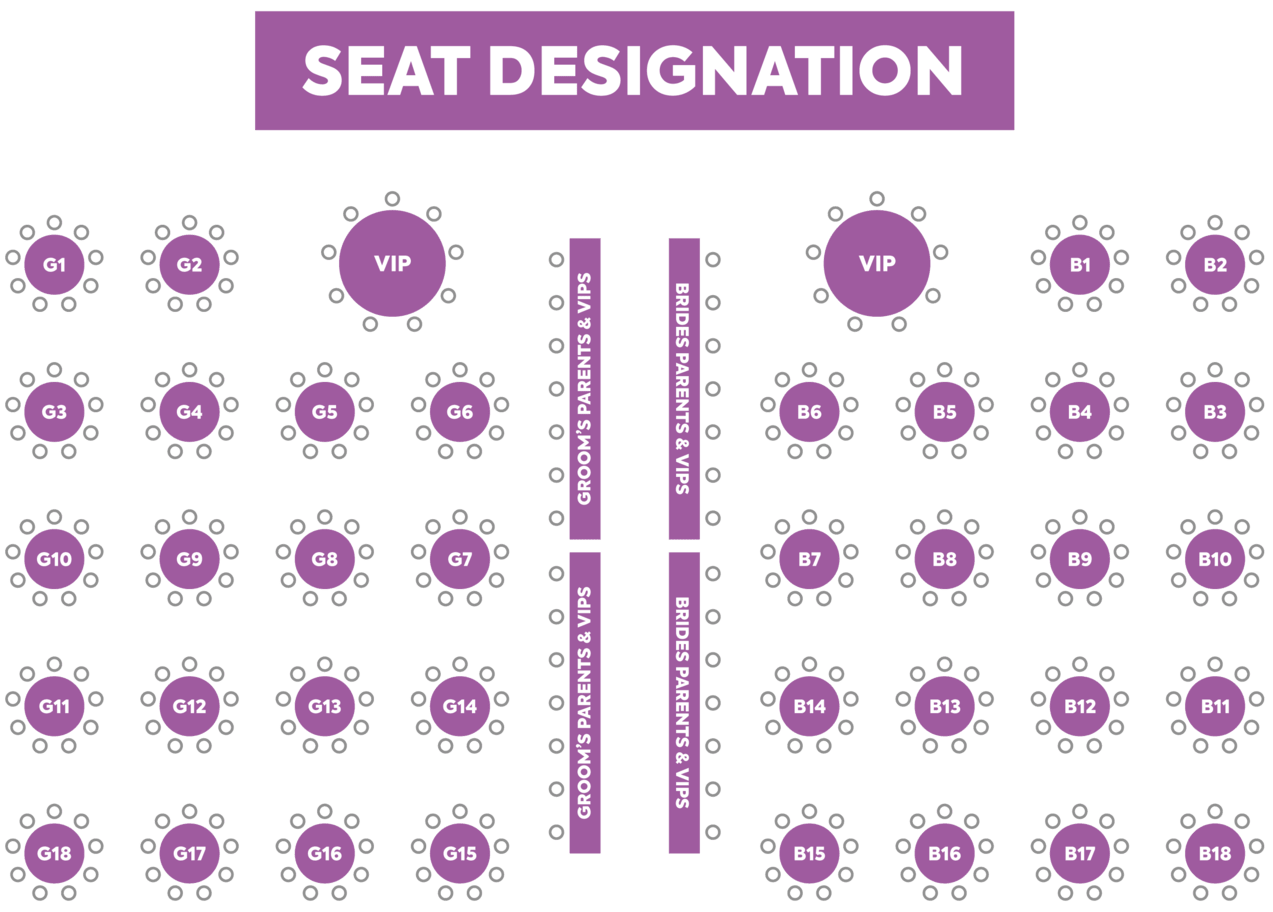 SEAT DESIGNATION
G1
G2
VIP
VIP
B1
B2
GROOM'S PARENTS & VIPS
BRIDES PARENTS & VIPS
G3
G4
G5
G6
B6
B5
B4
B3
G10
G9
G8
G7
B7
B8
B9
B10
GROOM'S PARENTS & VIPS
BRIDES PARENTS & VIPS
G11
G12
G13
G14
B14
B13
B12
B11
G18
G17
G16
G15
B15
B16
B17
B18